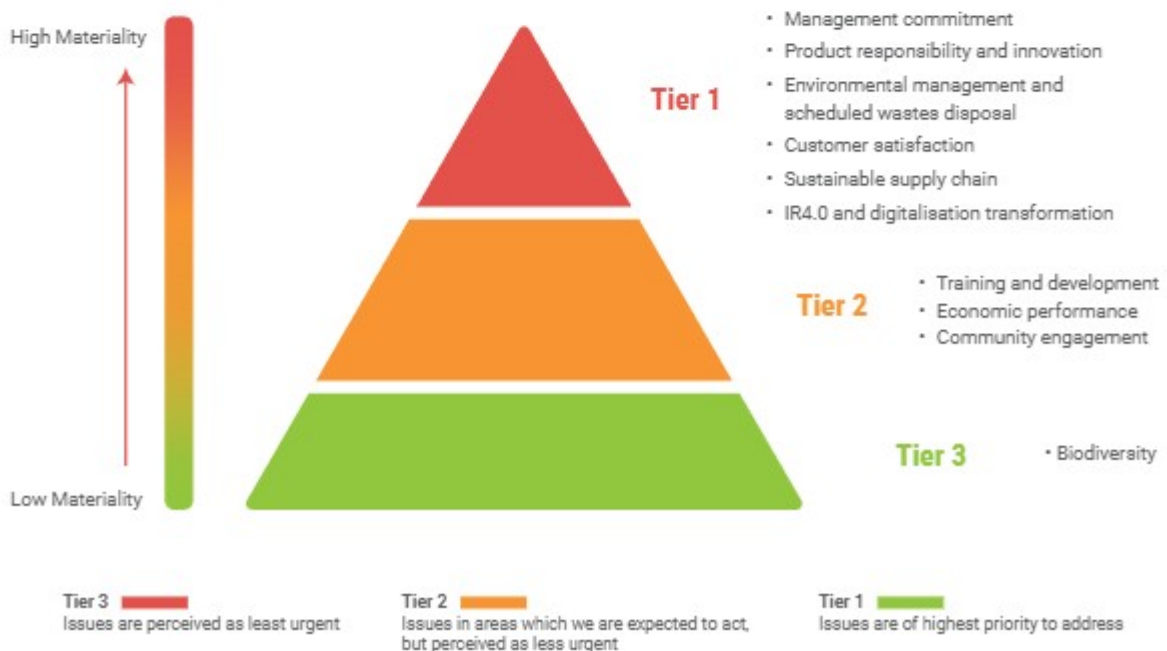 High Materiality
Low Materiality
Tier 1
• Management commitment
• Product responsibility and innovation
• Environmental management and
scheduled wastes disposal
• Customer satisfaction
• Sustainable supply chain
• IR4.0 and digitalisation transformation
Tier 2
• Training and development
• Economic performance
• Community engagement
Tier 3
• Biodiversity
Tier 3
Issues are perceived as least urgent
Tier 2
Issues in areas which we are expected to act,
but perceived as less urgent
Tier 1
Issues are of highest priority to address